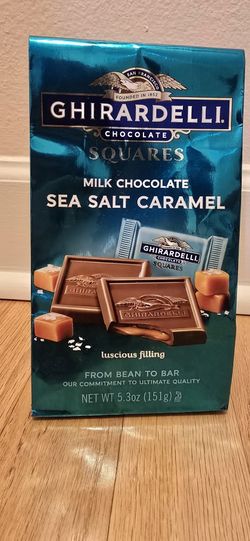 SAN FRANCISCO
FOUNDED IN 1852
GHIRARDELLI
CHOCOLATE
SQUARES
MILK CHOCOLATE
SEA SALT CARAMEL
GHIRARDELLI
CHOCOLATE
SQUARES
GHIRARDELLI
luscious filling
FROM BEAN TO BAR
OUR COMMITMENT TO ULTIMATE QUALITY
NET WT 5.3oz (151g)